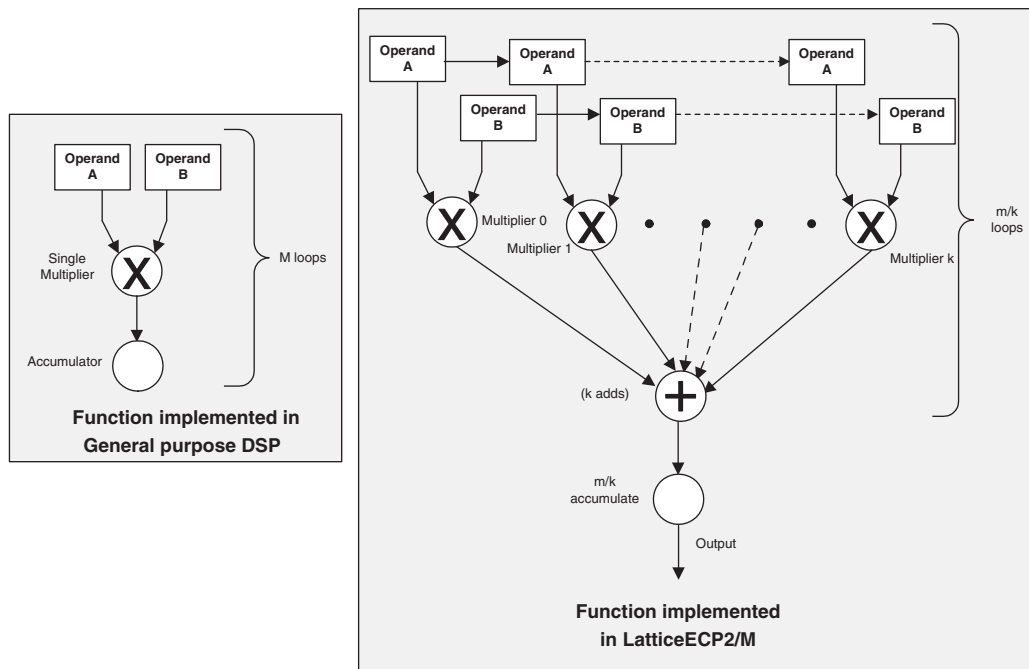 Operand
A
Operand
B
Single
Multiplier
X
M loops
Accumulator
Function implemented in
General purpose DSP
Operand
A
Operand
A
Operand
A
Operand
B
Operand
B
Operand
B
X
Multiplier 0
X
Multiplier 1
X
Multiplier k
m/k
loops
(k adds)
+
m/k
accumulate
Output
Function implemented
in LatticeECP2/M